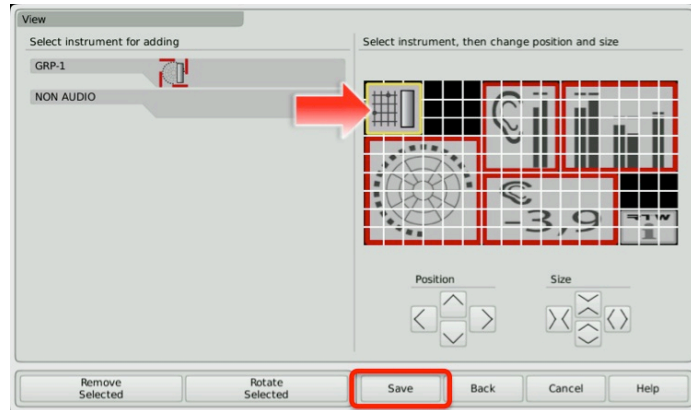 View
Select instrument for adding
Select instrument, then change position and size
GRP-1
NON AUDIO
-3,9
Position
Size
Remove
Selected
Rotate
Selected
Save
Back
Cancel
Help